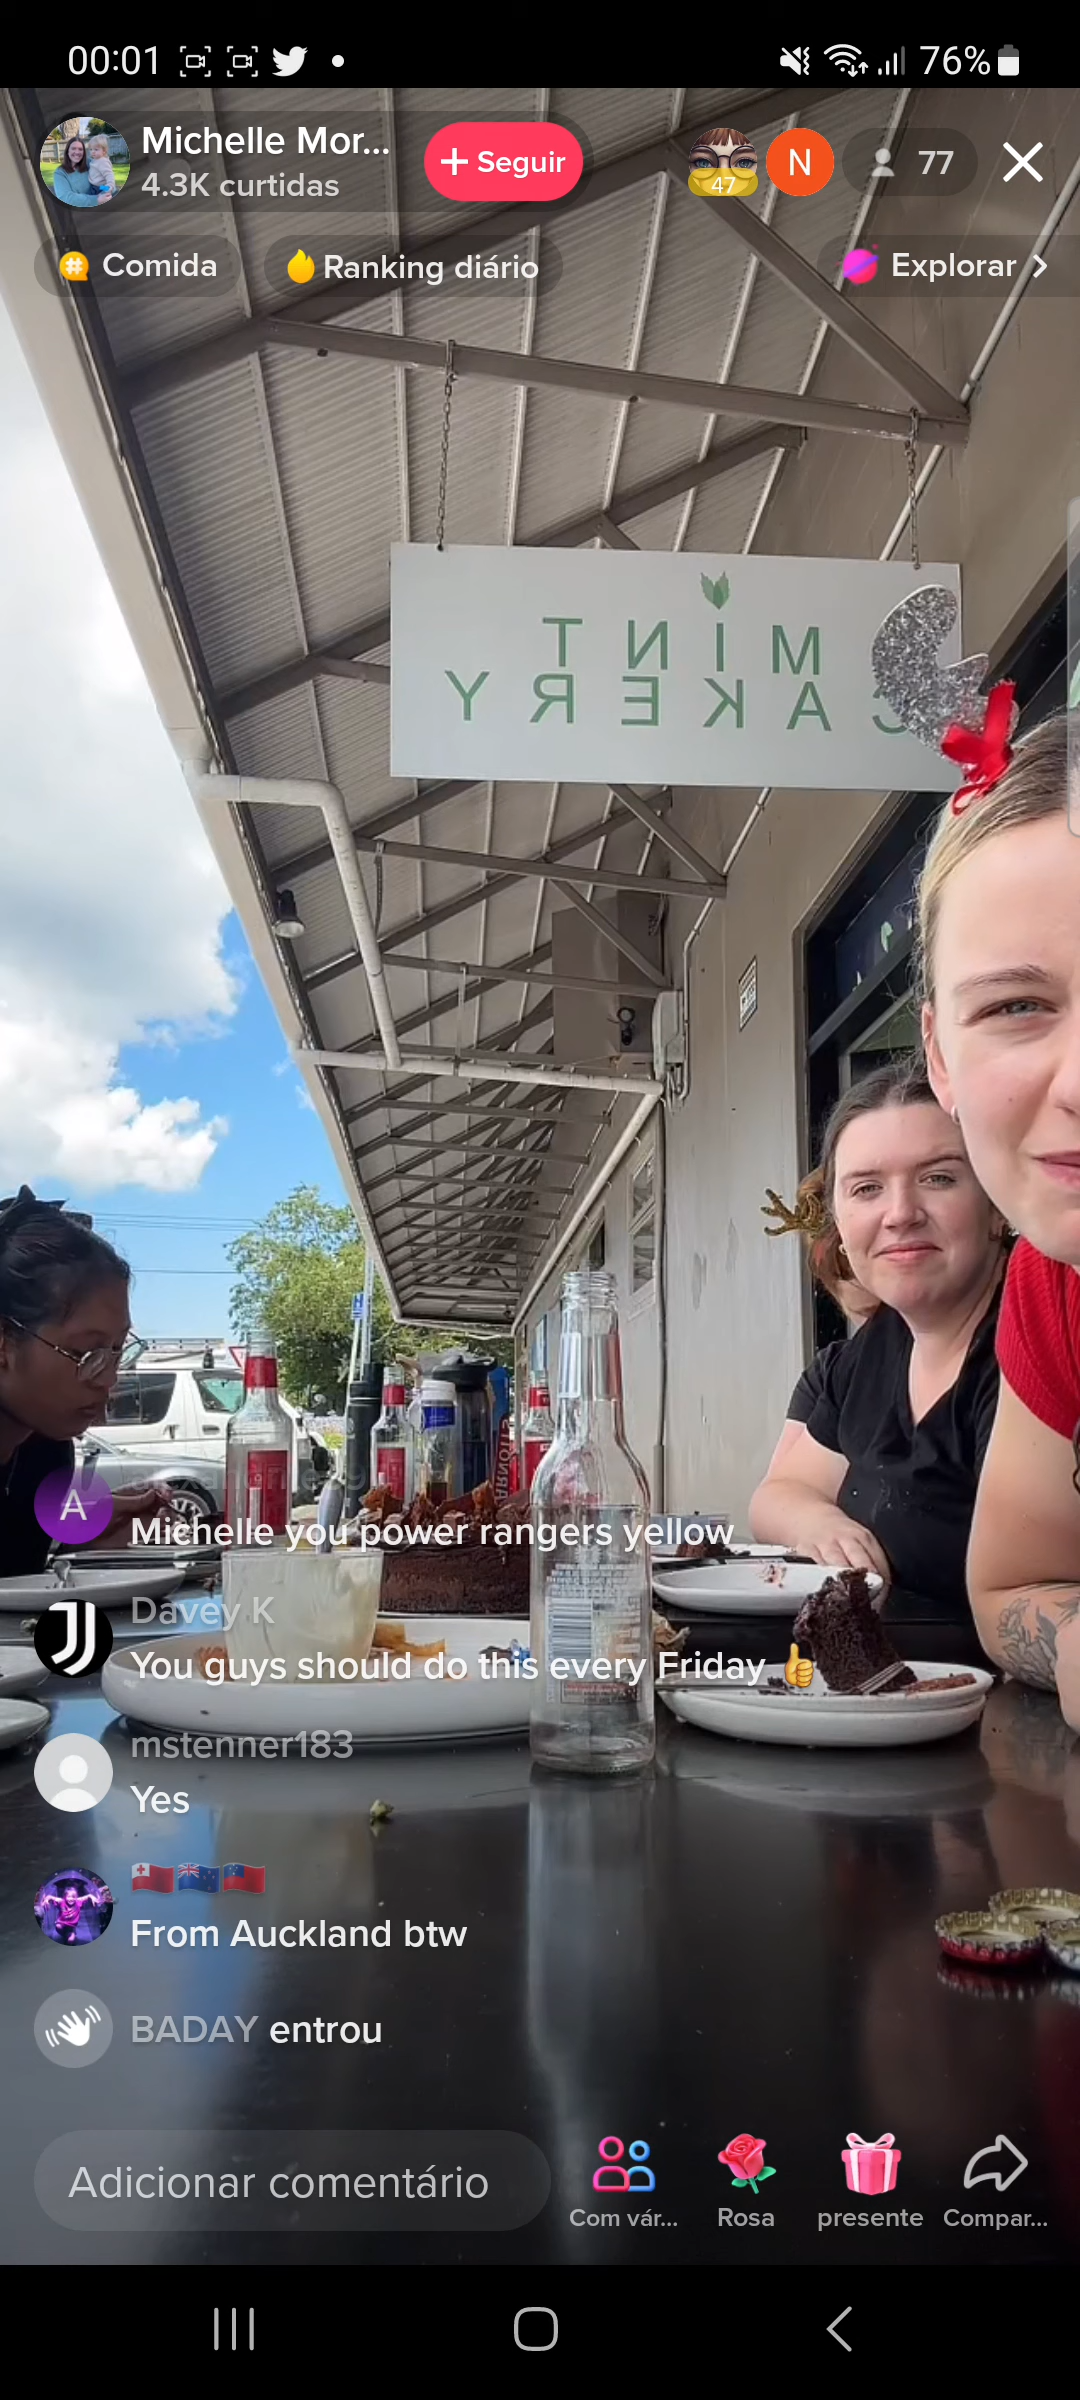 00:01
76%
Michelle Mor...
4.3K curtidas
+ Seguir
47
N
77
Comida
Ranking diário
Explorar >
MINT
CAKERY
A
Michelle you power rangers yellow
Davey K
You guys should do this every Friday 👍
mstenner183
Yes
🇹🇴🇳🇿🇼🇸
From Auckland btw
BADAY entrou
Adicionar comentário
Com vár...
Rosa
presente
Compar...